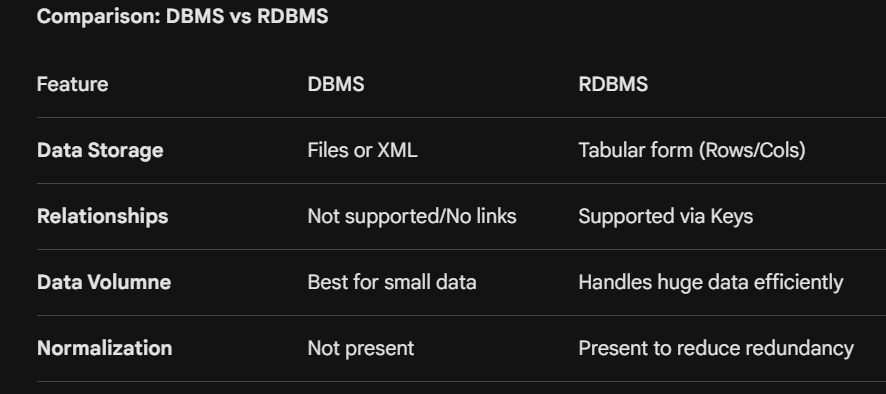 Comparison: DBMS vs RDBMS
Feature DBMS RDBMS
Data Storage Files or XML Tabular form (Rows/Cols)
Relationships Not supported/No links Supported via Keys
Data Volumne Best for small data Handles huge data efficiently
Normalization Not present Present to reduce redundancy